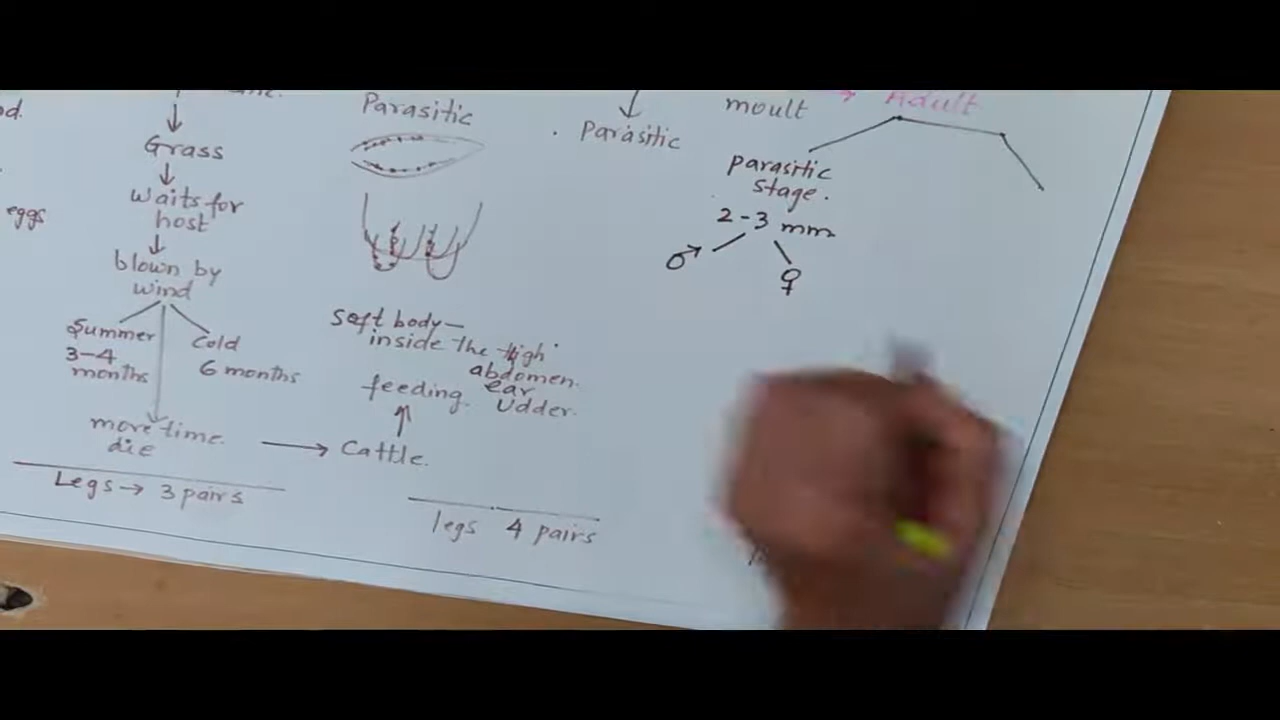 od.
eggs
Grass
waits for
host
blown by
wind
Summer
3-4
months
cold
6 months
more time
die
Legs → 3 pairs
Parasitic
Soft body—
inside the thigh
abdomen.
ear
Udder.
feeding.
Cattle.
legs 4 pairs
Parasitic
moult
Adult
parasitic
stage.
2-3 mm
♂
♀